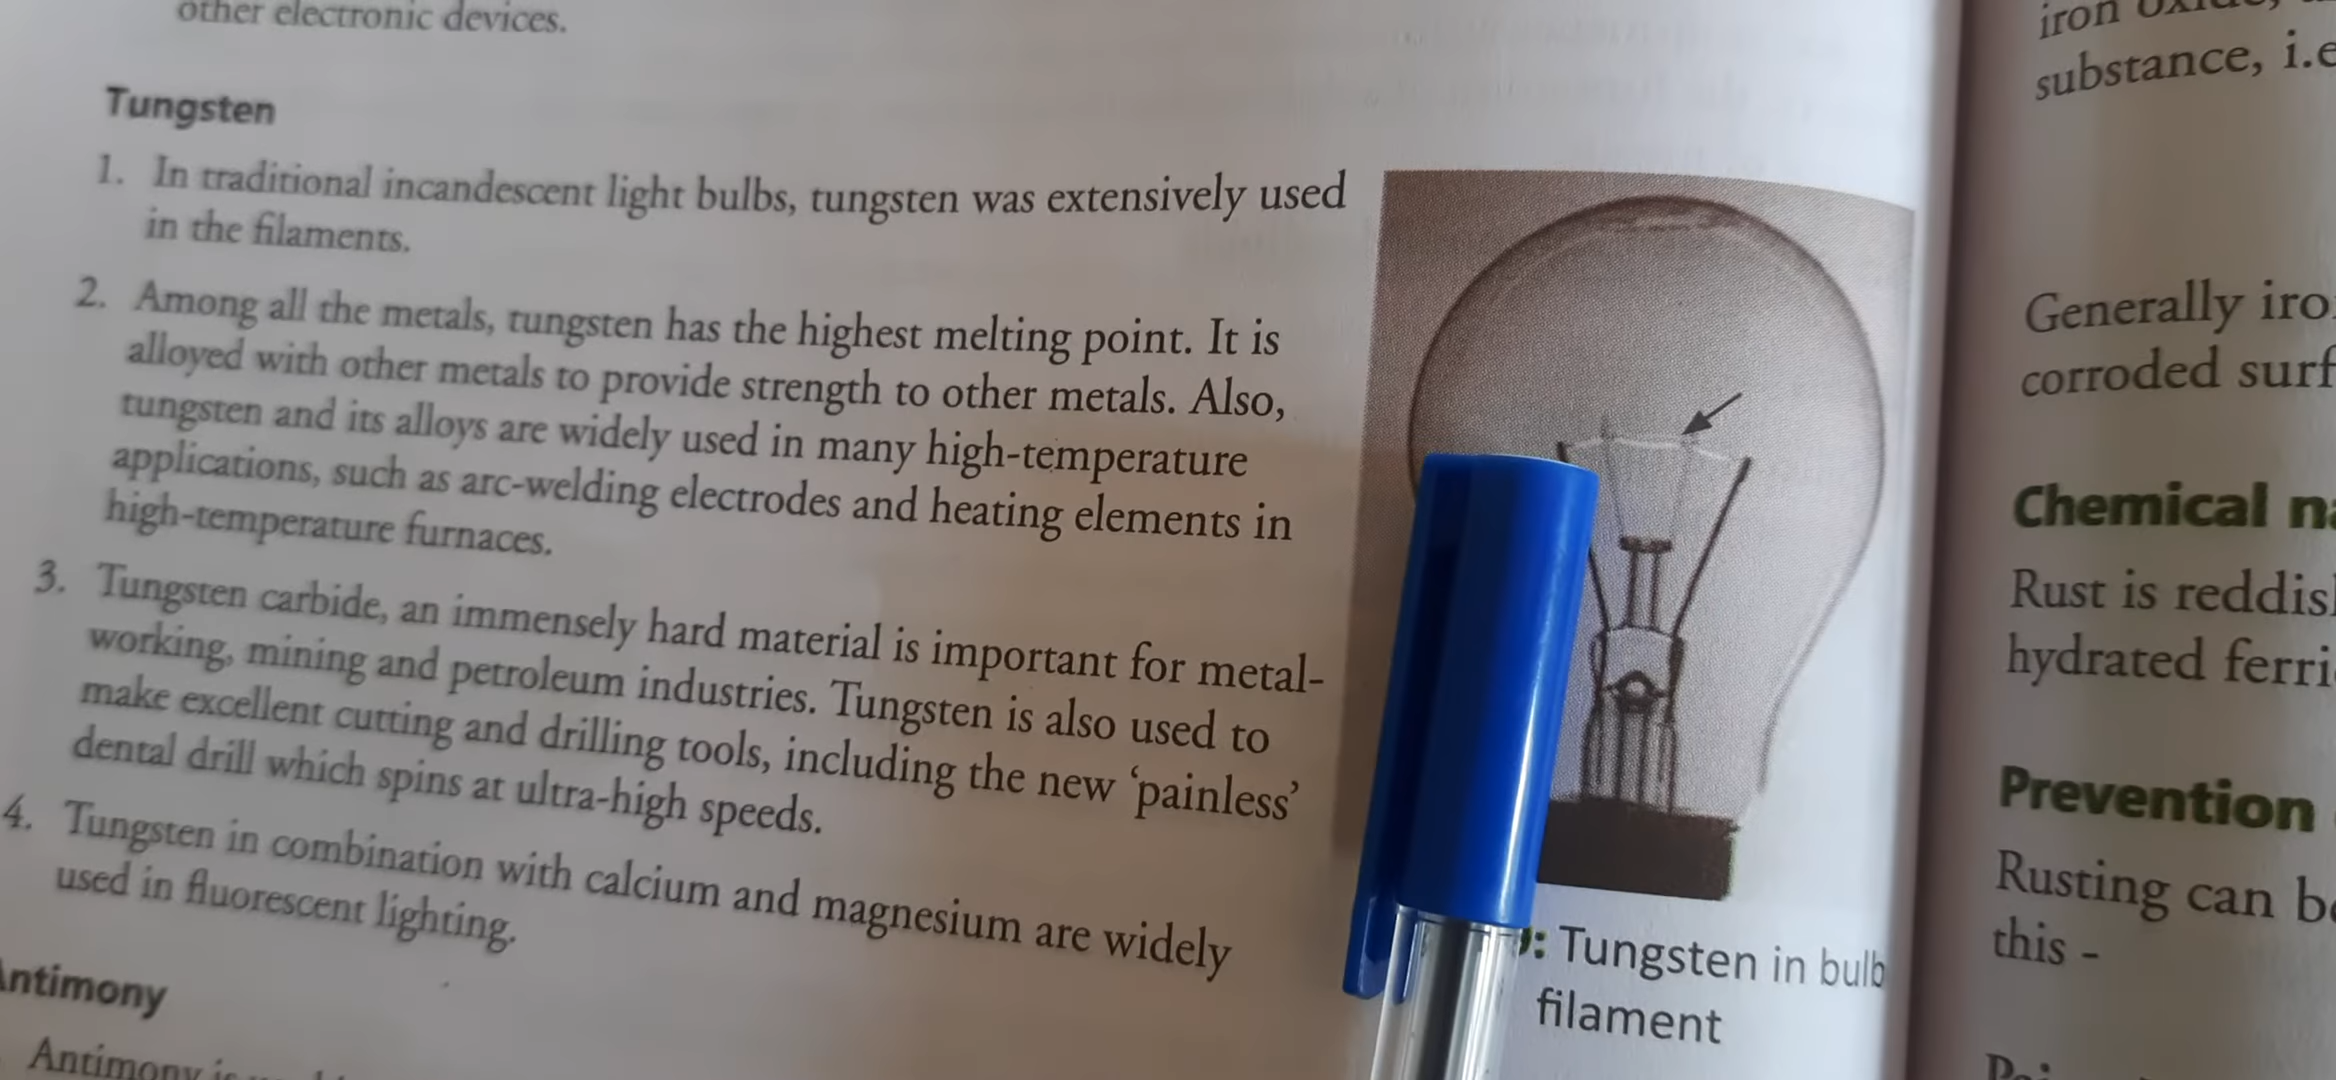 other electronic devices.
Tungsten
1. In traditional incandescent light bulbs, tungsten was extensively used
in the filaments.
2. Among all the metals, tungsten has the highest melting point. It is
alloyed with other metals to provide strength to other metals. Also,
tungsten and its alloys are widely used in many high-temperature
applications, such as arc-welding electrodes and heating elements in
high-temperature furnaces.
3. Tungsten carbide, an immensely hard material is important for metal-
working, mining and petroleum industries. Tungsten is also used to
make excellent cutting and drilling tools, including the new ‘painless’
dental drill which spins at ultra-high speeds.
4. Tungsten in combination with calcium and magnesium are widely
used in fluorescent lighting.
Antimony
Antimony is
: Tungsten in bulb
filament
iron
substance, i.e
Generally
corroded
Chemical
Rust is
hydrated
Prevention
Rusting can
this -